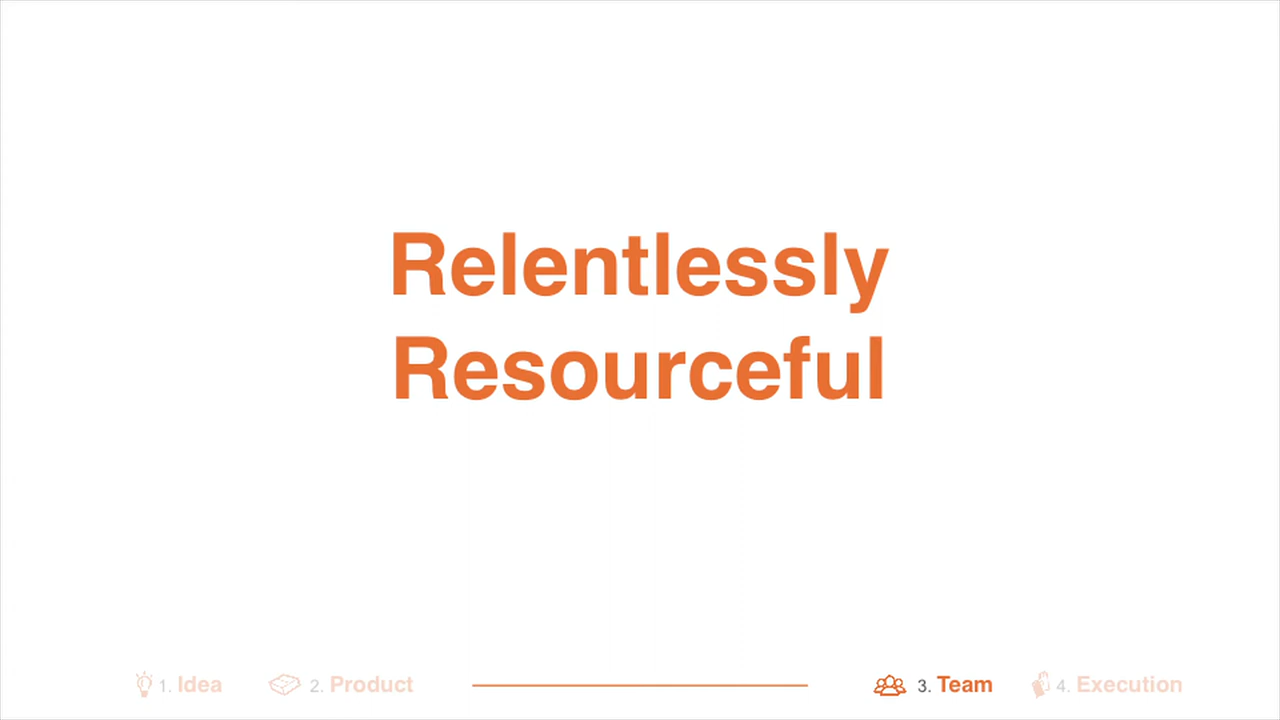 Relentlessly
Resourceful
1. Idea 2. Product 3. Team 4. Execution